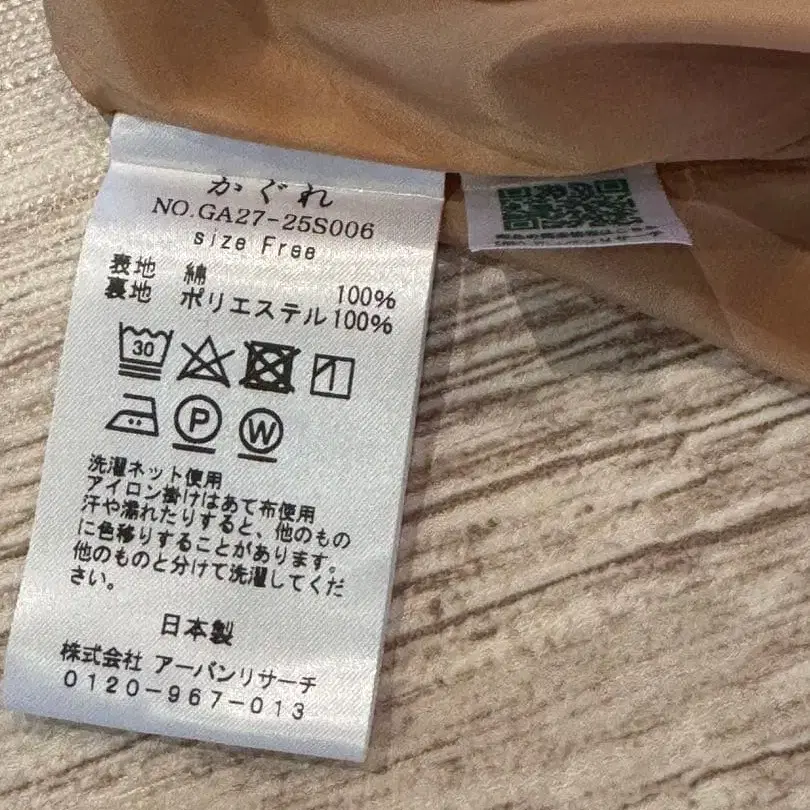 かぐれ
NO.GA27-25S006
size Free
表地 綿 100%
裏地 ポリエステル100%
30
P W
洗濯ネット使用
アイロン掛けはあて布使用
汗や濡れたりすると、他のもの
に色移りすることがあります。
他のものと分けて洗濯してくだ
さい。
日本製
株式会社 アーバンリサーチ
0120-967-013